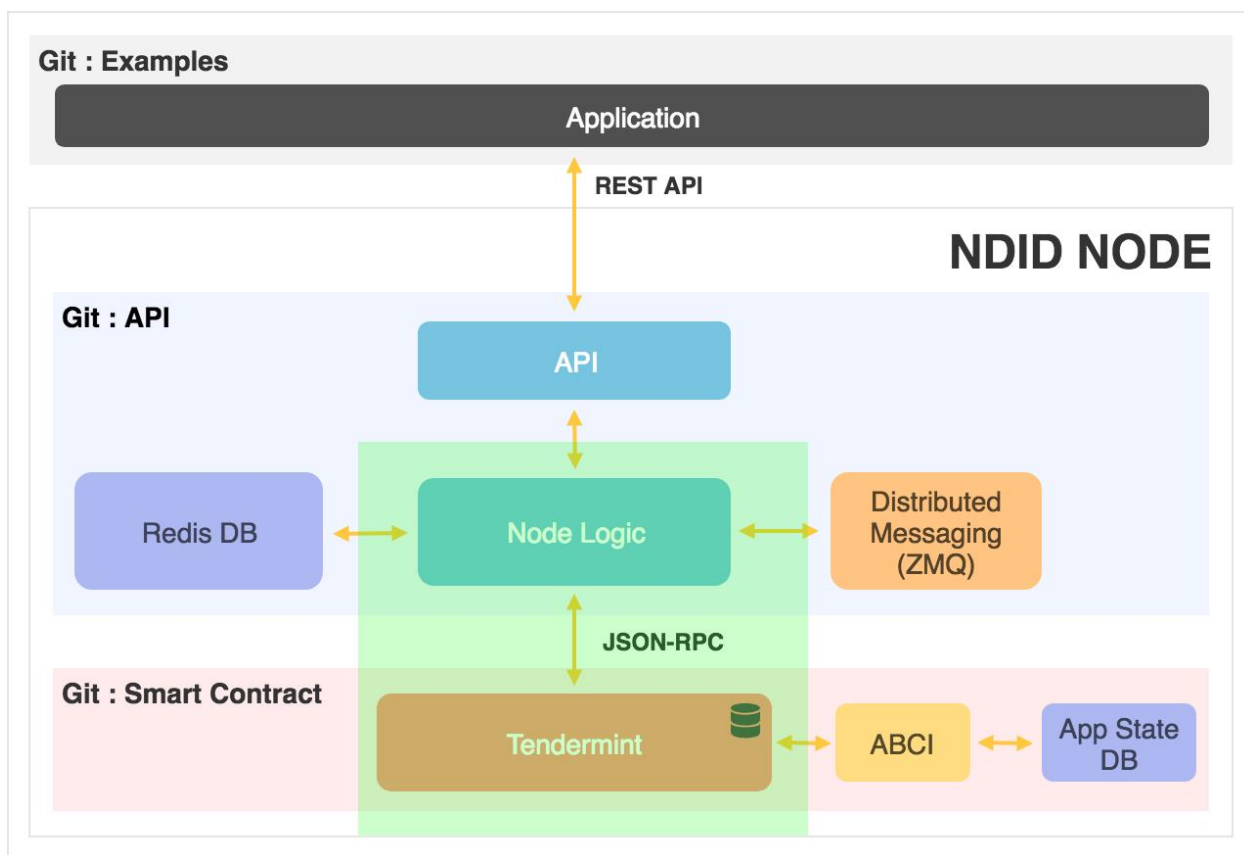 Git : Examples
Application
REST API
NDID NODE
Git : API
API
Redis DB
Node Logic
Distributed
Messaging
(ZMQ)
JSON-RPC
Git : Smart Contract
Tendermint
ABCI
App State
DB